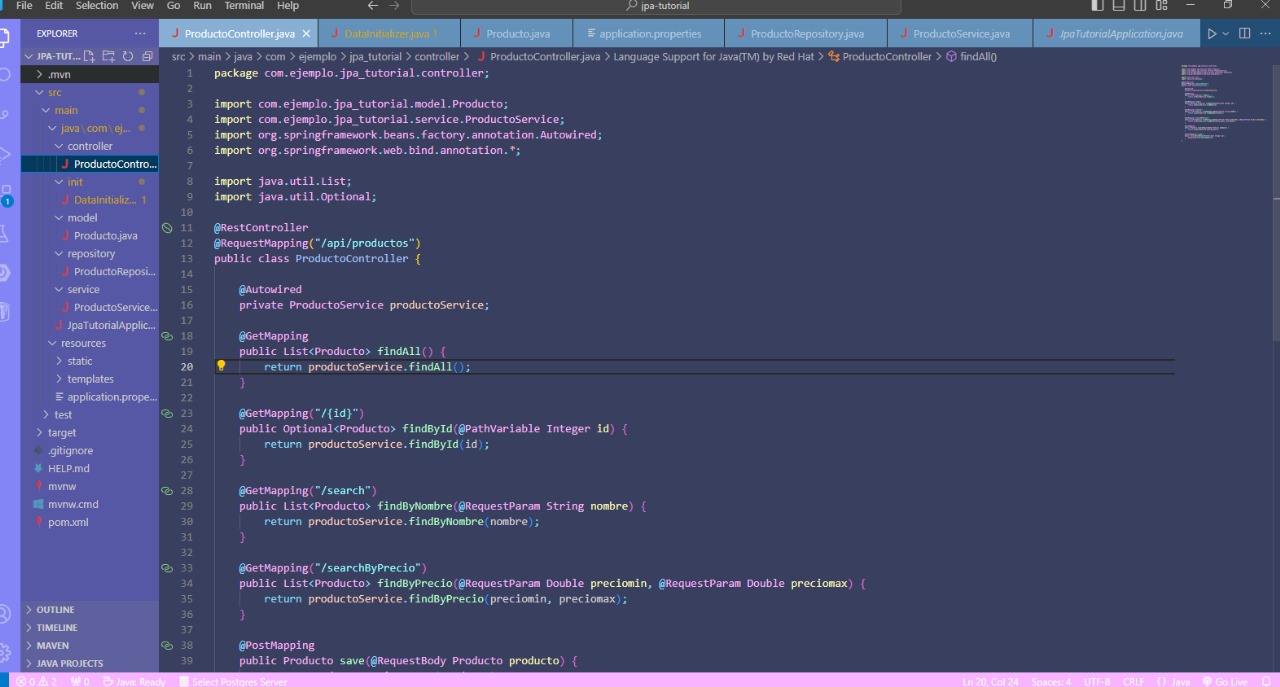 File Edit Selection View Go Run Terminal Help
jpa-tutorial
EXPLORER
JPA-TUT...
.mvn
src
main
java\com\ej...
controller
ProductoContro...
init
DataInitializ... 1
model
Producto.java
repository
ProductoReposi...
service
ProductoService...
JpaTutorialApplic...
resources
static
templates
application.prope...
test
target
.gitignore
HELP.md
mvnw
mvnw.cmd
pom.xml
OUTLINE
TIMELINE
MAVEN
JAVA PROJECTS
1
ProductoController.java DataInitializer.java 1 Producto.java application.properties ProductoRepository.java ProductoService.java JpaTutorialApplication.java
src > main > java > com > ejemplo > jpa_tutorial > controller > ProductoController.java > Language Support for Java(TM) by Red Hat > ProductoController > findAll()
1 package com.ejemplo.jpa_tutorial.controller;
2
3 import com.ejemplo.jpa_tutorial.model.Producto;
4 import com.ejemplo.jpa_tutorial.service.ProductoService;
5 import org.springframework.beans.factory.annotation.Autowired;
6 import org.springframework.web.bind.annotation.*;
7
8 import java.util.List;
9 import java.util.Optional;
10
11 @RestController
12 @RequestMapping("/api/productos")
13 public class ProductoController {
14
15 @Autowired
16 private ProductoService productoService;
17
18 @GetMapping
19 public List<Producto> findAll() {
20 return productoService.findAll();
21 }
22
23 @GetMapping("/{id}")
24 public Optional<Producto> findById(@PathVariable Integer id) {
25 return productoService.findById(id);
26 }
27
28 @GetMapping("/search")
29 public List<Producto> findByNombre(@RequestParam String nombre) {
30 return productoService.findByNombre(nombre);
31 }
32
33 @GetMapping("/searchByPrecio")
34 public List<Producto> findByPrecio(@RequestParam Double preciomin, @RequestParam Double preciomax) {
35 return productoService.findByPrecio(preciomin, preciomax);
36 }
37
38 @PostMapping
39 public Producto save(@RequestBody Producto producto) {
0 2 0 Java: Ready Select Postgres Server Ln 20, Col 24 Spaces: 4 UTF-8 CRLF {} Java Go Live